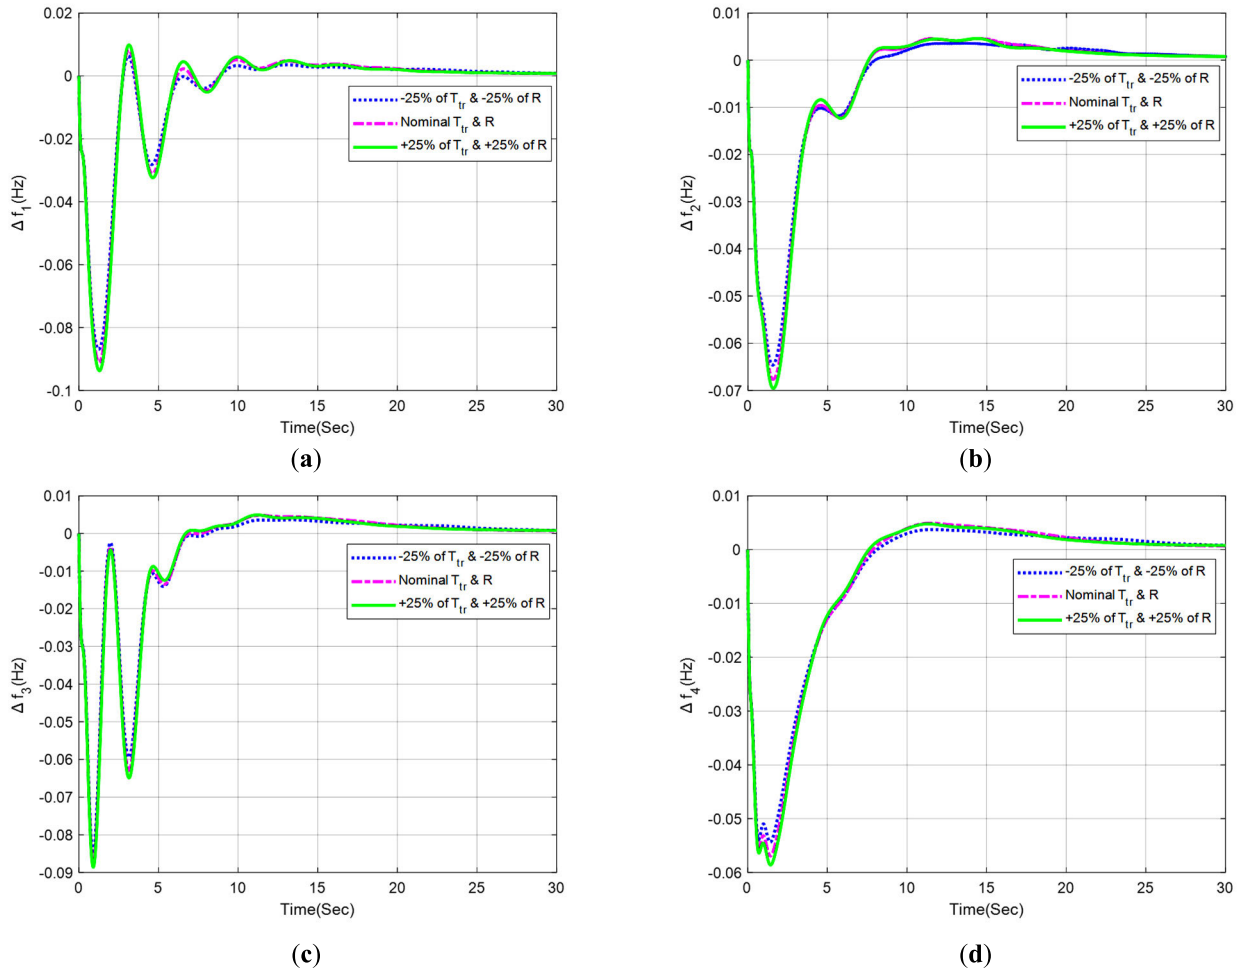 0.02
0
-0.02
-0.04
-0.06
-0.08
-0.1
Δ f1(Hz)
-25% of Ttr & -25% of R
Nominal Ttr & R
+25% of Ttr & +25% of R
0 5 10 15 20 25 30
Time(Sec)
(a)
0.01
0
-0.01
-0.02
-0.03
-0.04
-0.05
-0.06
-0.07
Δ f2(Hz)
-25% of Ttr & -25% of R
Nominal Ttr & R
+25% of Ttr & +25% of R
0 5 10 15 20 25 30
Time(Sec)
(b)
0.01
0
-0.01
-0.02
-0.03
-0.04
-0.05
-0.06
-0.07
-0.08
-0.09
Δ f3(Hz)
-25% of Ttr & -25% of R
Nominal Ttr & R
+25% of Ttr & +25% of R
0 5 10 15 20 25 30
Time(Sec)
(c)
0.01
0
-0.01
-0.02
-0.03
-0.04
-0.05
-0.06
Δ f4(Hz)
-25% of Ttr & -25% of R
Nominal Ttr & R
+25% of Ttr & +25% of R
0 5 10 15 20 25 30
Time(Sec)
(d)